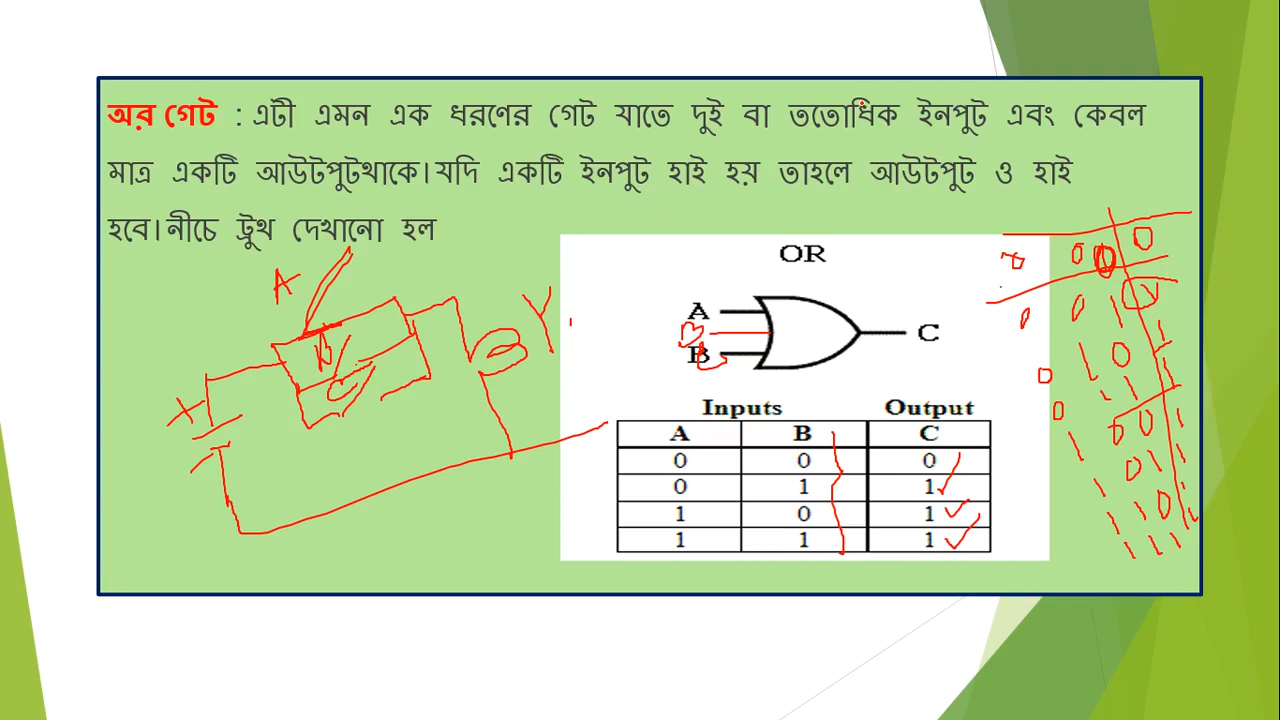 অর গেট : এটী এমন এক ধরণের গেট যাতে দুই বা ততোধিক ইনপুট এবং কেবল
মাত্র একটি আউটপুটথাকে।যদি একটি ইনপুট হাই হয় তাহলে আউটপুট ও হাই
হবে।নীচে ট্রুথ দেখানো হল
OR
A
B
C
Inputs Output
A B C
0 0 0
0 1 1
1 0 1
1 1 1
A
B
C
Y